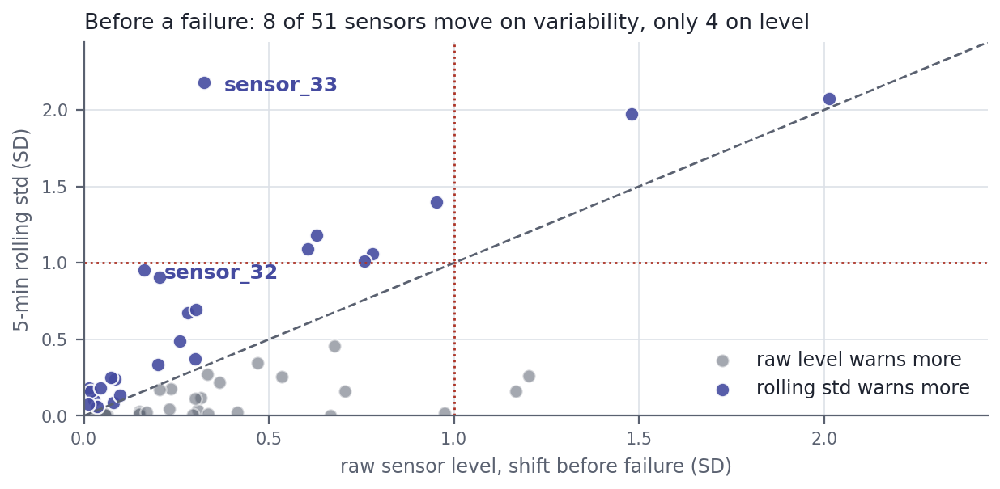 Before a failure: 8 of 51 sensors move on variability, only 4 on level
5-min rolling std (SD)
2.0
1.5
1.0
0.5
0.0
sensor_33
sensor_32
raw level warns more
rolling std warns more
0.0 0.5 1.0 1.5 2.0
raw sensor level, shift before failure (SD)